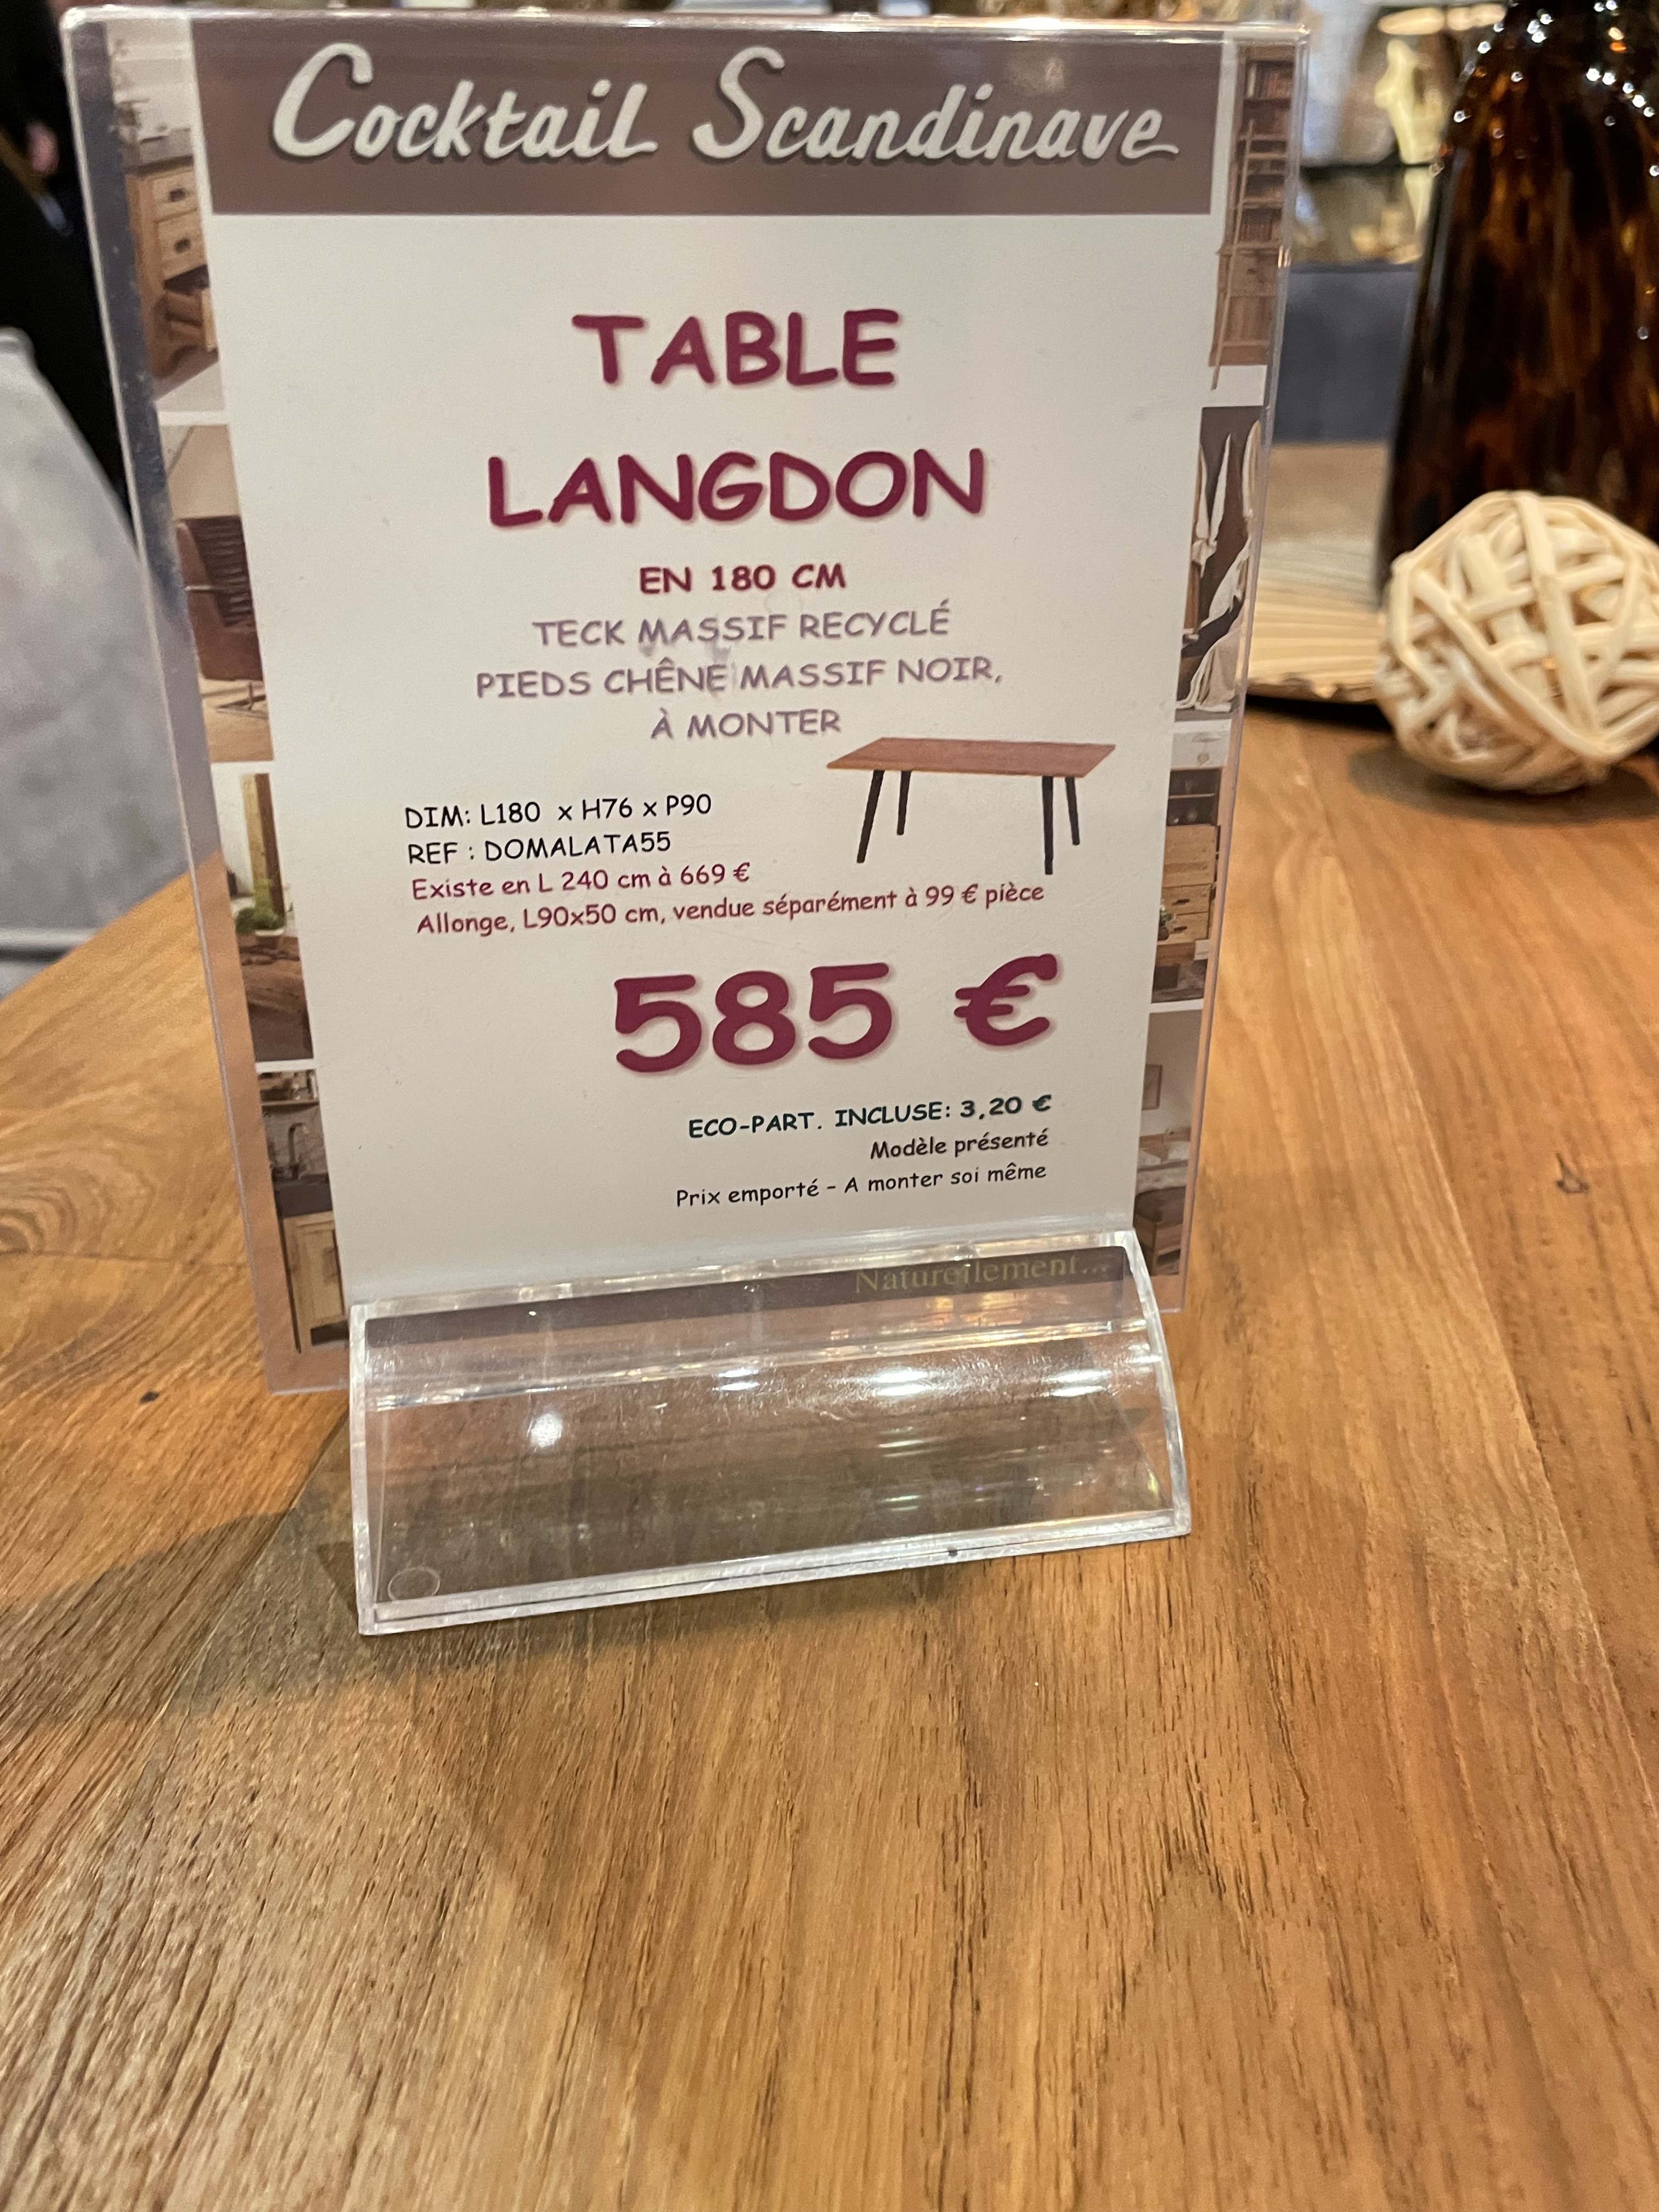 Cocktail Scandinave
TABLE
LANGDON
EN 180 CM
TECK MASSIF RECYCLÉ
PIEDS CHÊNE MASSIF NOIR,
À MONTER
DIM: L180 x H76 x P90
REF : DOMALATA55
Existe en L 240 cm à 669 €
Allonge, L90x50 cm, vendue séparément à 99 € pièce
585 €
ECO-PART. INCLUSE: 3,20 €
Modèle présenté
Prix emporté - A monter soi même
Naturellement...